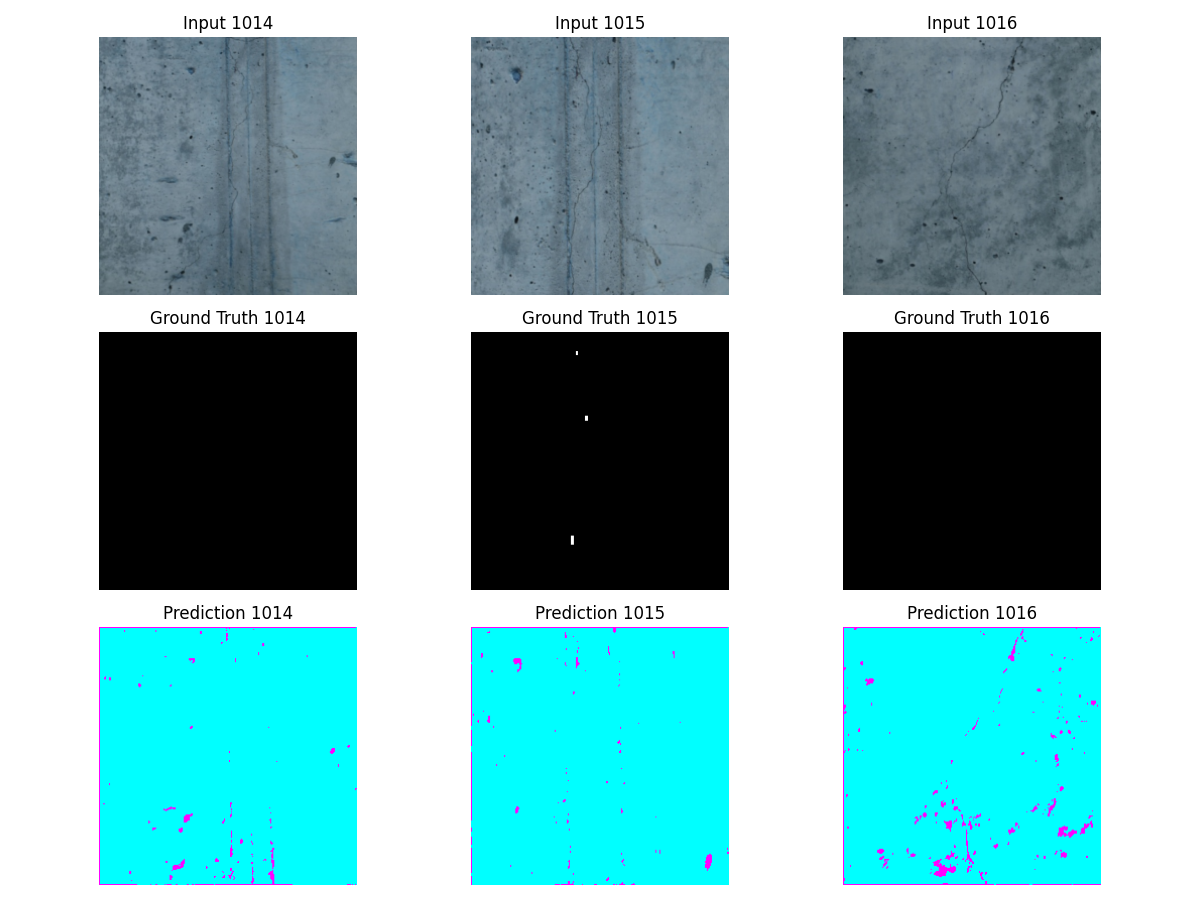 Input 1014
Input 1015
Input 1016
Ground Truth 1014
Ground Truth 1015
Ground Truth 1016
Prediction 1014
Prediction 1015
Prediction 1016